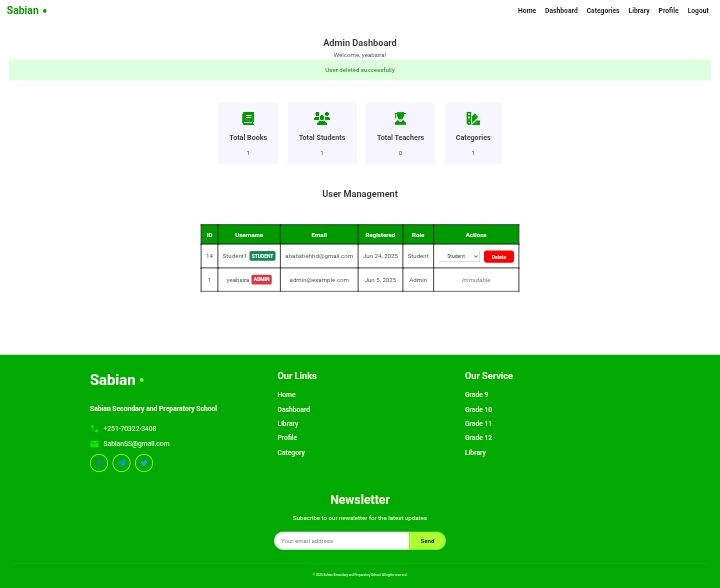 Sabian
Home Dashboard Categories Library Profile Logout
Admin Dashboard
Welcome, yeabsira!
User deleted successfully
Total Books Total Students Total Teachers Categories
1 1 0 1
User Management
ID Username Email Registered Role Actions
14 Student1 STUDENT abatabiehhd@gmail.com Jun 24, 2025 Student Student Delete
1 yeabsira ADMIN admin@example.com Jun 5, 2025 Admin Immutable
Sabian
Sabian Secondary and Preparatory School
+251-70322-3408
SabianSS@gmail.com
Our Links
Home
Dashboard
Library
Profile
Category
Our Service
Grade 9
Grade 10
Grade 11
Grade 12
Library
Newsletter
Subscribe to our newsletter for the latest updates
Your email address Send
© 2025 Sabian Secondary and Preparatory School. All rights reserved